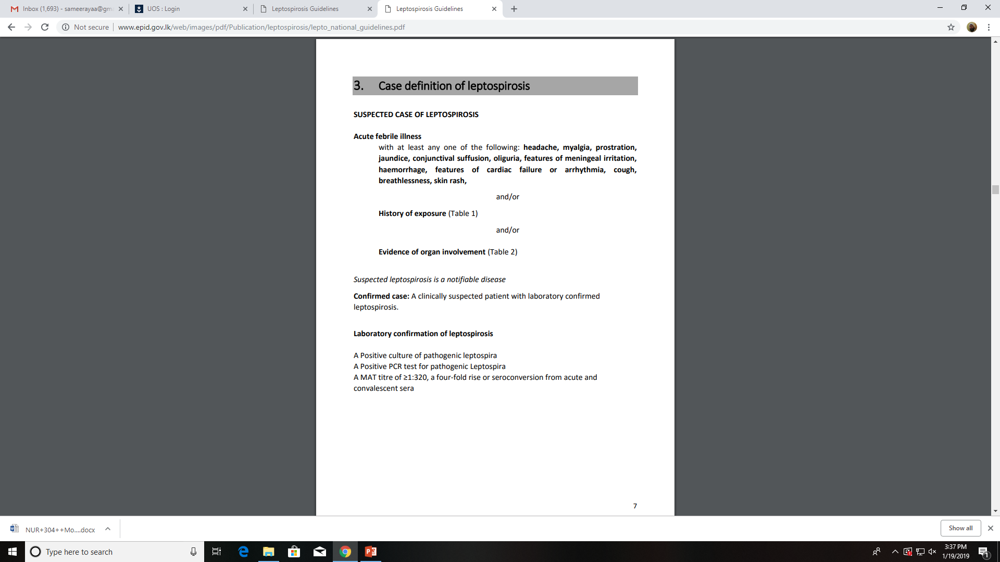 Inbox (1,693) - sameerayaa@gm
UOS : Login
Leptospirosis Guidelines
Leptospirosis Guidelines
Not secure
www.epid.gov.lk/web/images/pdf/Publication/leptospirosis/lepto_national_guidelines.pdf
3. Case definition of leptospirosis
SUSPECTED CASE OF LEPTOSPIROSIS
Acute febrile illness
with at least any one of the following: headache, myalgia, prostration,
jaundice, conjunctival suffusion, oliguria, features of meningeal irritation,
haemorrhage, features of cardiac failure or arrhythmia, cough,
breathlessness, skin rash,
and/or
History of exposure (Table 1)
and/or
Evidence of organ involvement (Table 2)
Suspected leptospirosis is a notifiable disease
Confirmed case: A clinically suspected patient with laboratory confirmed
leptospirosis.
Laboratory confirmation of leptospirosis
A Positive culture of pathogenic leptospira
A Positive PCR test for pathogenic Leptospira
A MAT titre of ≥1:320, a four-fold rise or seroconversion from acute and
convalescent sera
7
NUR+304++Mo....docx
Show all
Type here to search
3:37 PM
1/19/2019
1